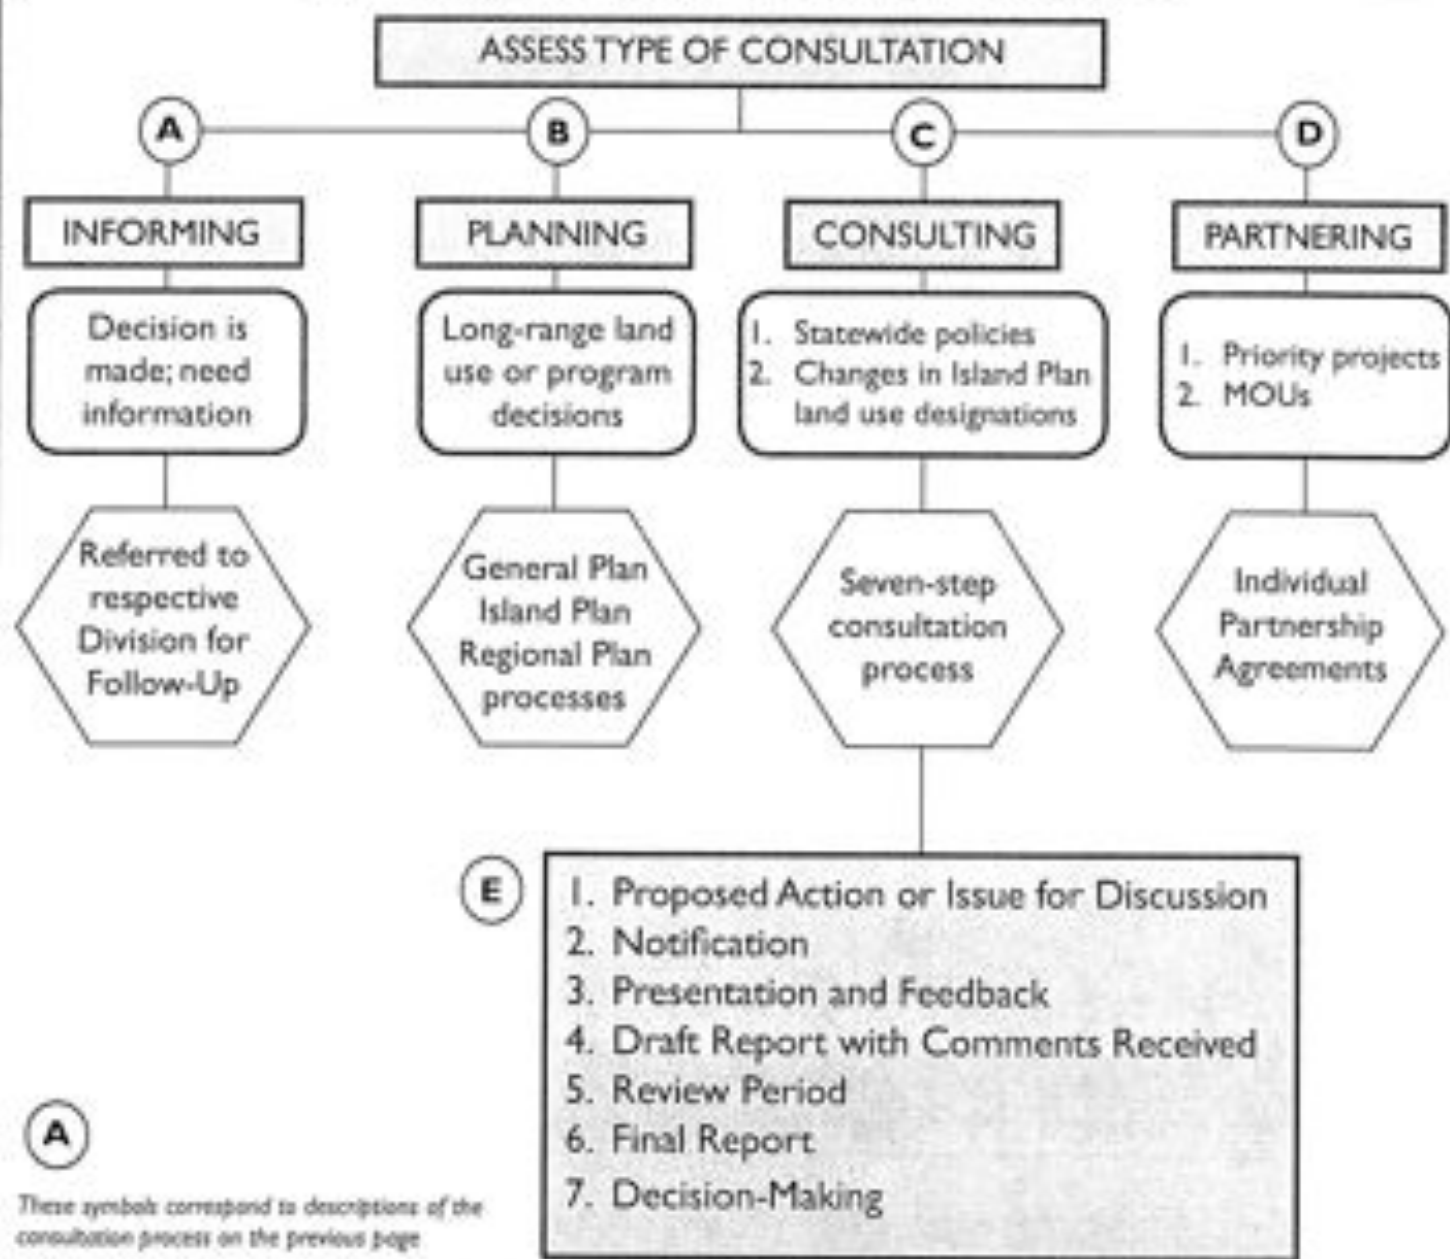 ASSESS TYPE OF CONSULTATION
A
B
C
D
INFORMING
PLANNING
CONSULTING
PARTNERING
Decision is
made; need
information
Long-range land
use or program
decisions
1. Statewide policies
2. Changes in Island Plan
land use designations
1. Priority projects
2. MOUs
Referred to
respective
Division for
Follow-Up
General Plan
Island Plan
Regional Plan
processes
Seven-step
consultation
process
Individual
Partnership
Agreements
E
1. Proposed Action or Issue for Discussion
2. Notification
3. Presentation and Feedback
4. Draft Report with Comments Received
5. Review Period
6. Final Report
7. Decision-Making
A
These symbols correspond to descriptions of the
consultation process on the previous page